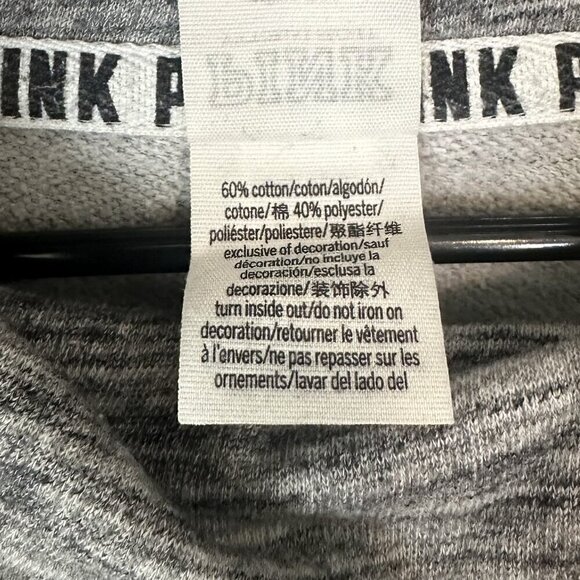 INK P INK P
60% cotton/coton/algodón/
cotone/棉 40% polyester/
poliéster/poliestere/聚酯纤维
exclusive of decoration/sauf
décoration/no incluye la
decoración/esclusa la
decorazione/装饰除外
turn inside out/do not iron on
decoration/retourner le vêtement
à l'envers/ne pas repasser sur les
ornements/lavar del lado del